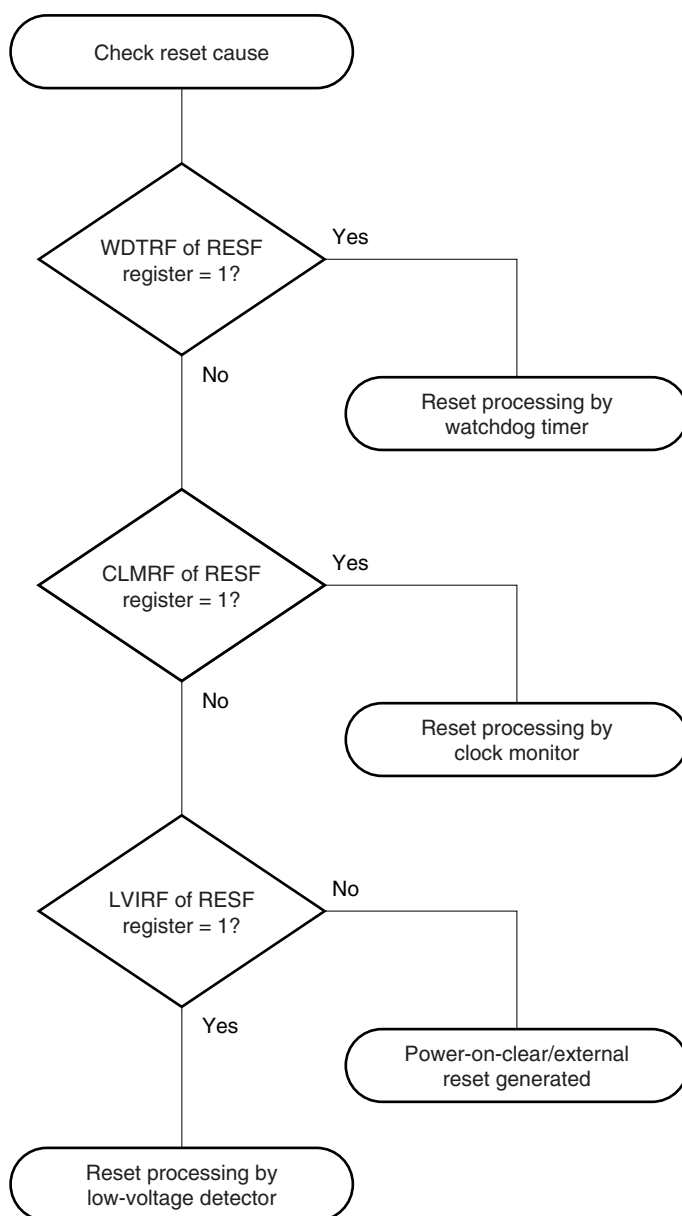 Check reset cause
WDTRF of RESF
register = 1?
Yes
No
Reset processing by
watchdog timer
CLMRF of RESF
register = 1?
Yes
No
Reset processing by
clock monitor
LVIRF of RESF
register = 1?
No
Yes
Power-on-clear/external
reset generated
Reset processing by
low-voltage detector